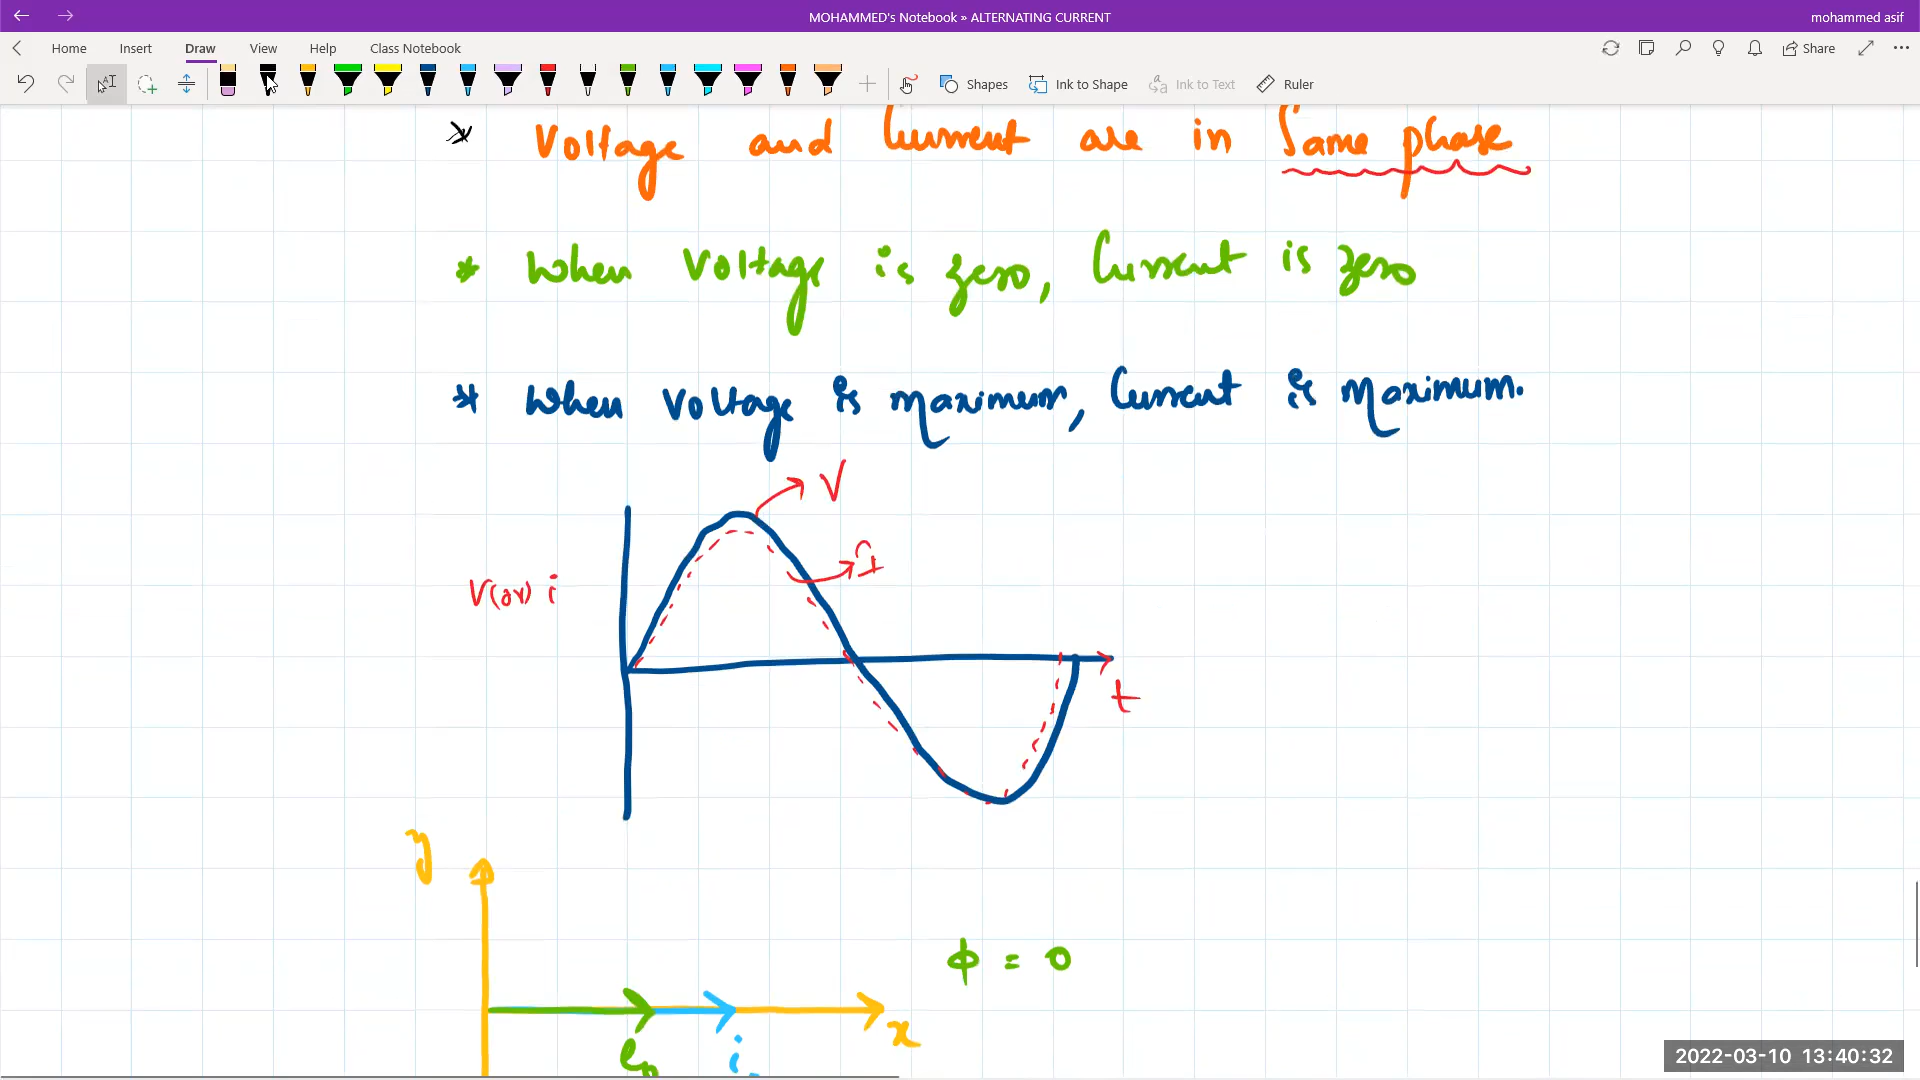 MOHAMMED's Notebook » ALTERNATING CURRENT
mohammed asif
Home Insert Draw View Help Class Notebook
Share
Shapes Ink to Shape Ink to Text Ruler
* Voltage and Current are in Same phase
* When Voltage is zero, Current is zero
* When Voltage is maximum, Current is maximum.
V
I
V(or) i
t
y
ϕ = 0
x
i
2022-03-10 13:40:32